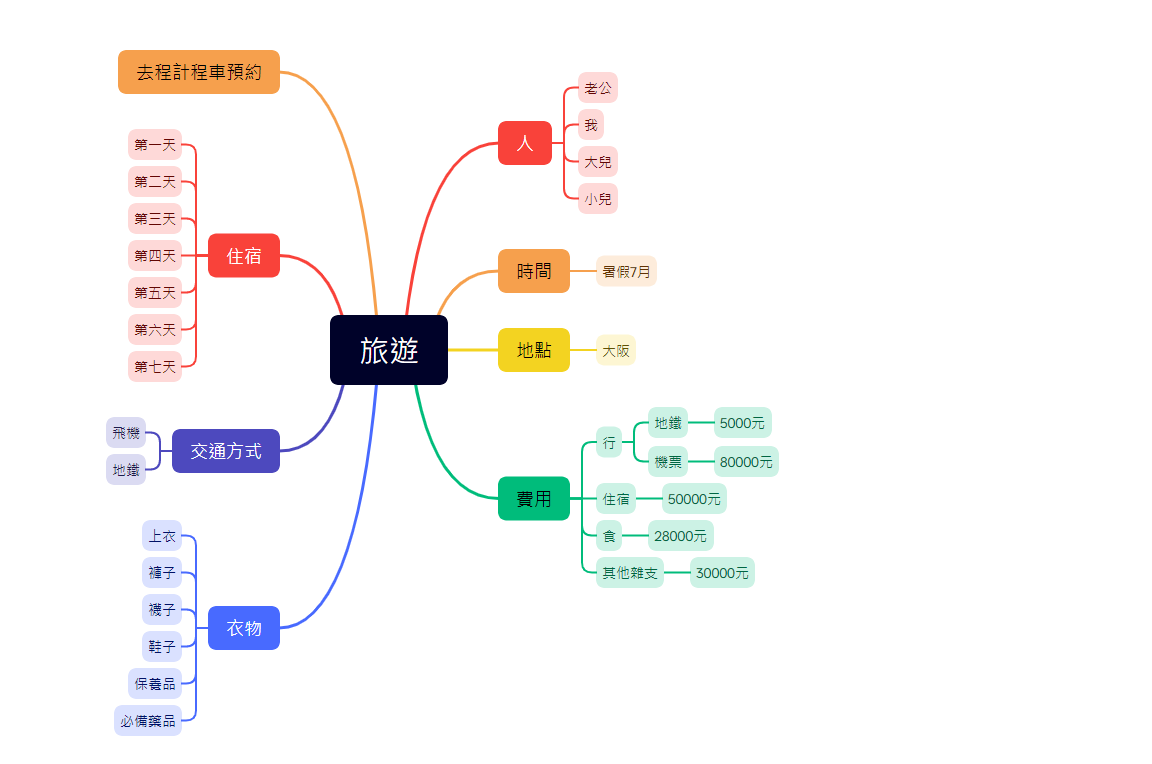 旅遊
人
老公
我
大兒
小兒
時間
暑假7月
地點
大阪
費用
行
地鐵
5000元
機票
80000元
住宿
50000元
食
28000元
其他雜支
30000元
去程計程車預約
住宿
第一天
第二天
第三天
第四天
第五天
第六天
第七天
交通方式
飛機
地鐵
衣物
上衣
褲子
襪子
鞋子
保養品
必備藥品